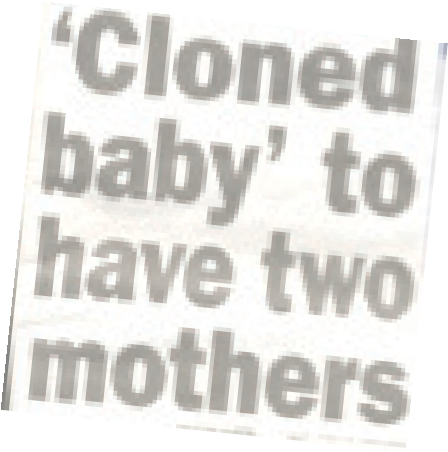 ‘Cloned
baby’ to
have two
mothers